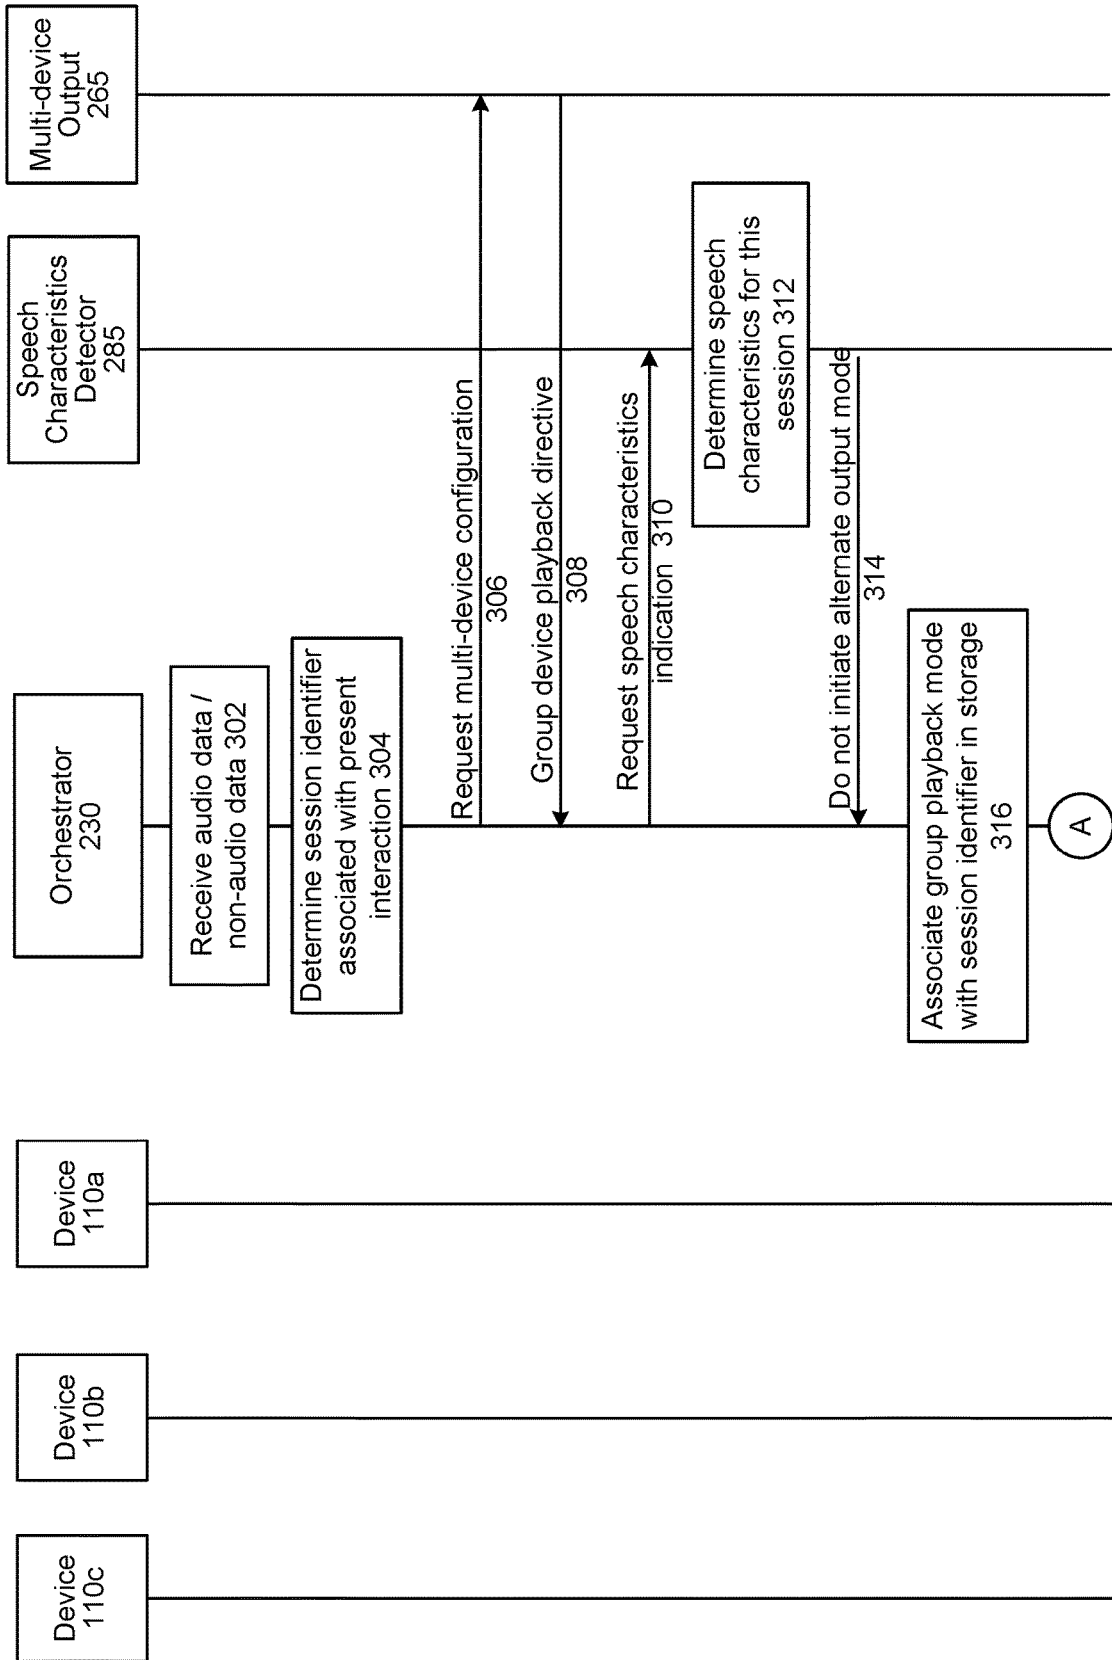 Device
110c
Device
110b
Device
110a
Orchestrator
230
Speech
Characteristics
Detector
285
Multi-device
Output
265
Receive audio data /
non-audio data 302
Determine session identifier
associated with present
interaction 304
Request multi-device configuration
306
Group device playback directive
308
Request speech characteristics
indication 310
Determine speech
characteristics for this
session 312
Do not initiate alternate output mode
314
Associate group playback mode
with session identifier in storage
316
A